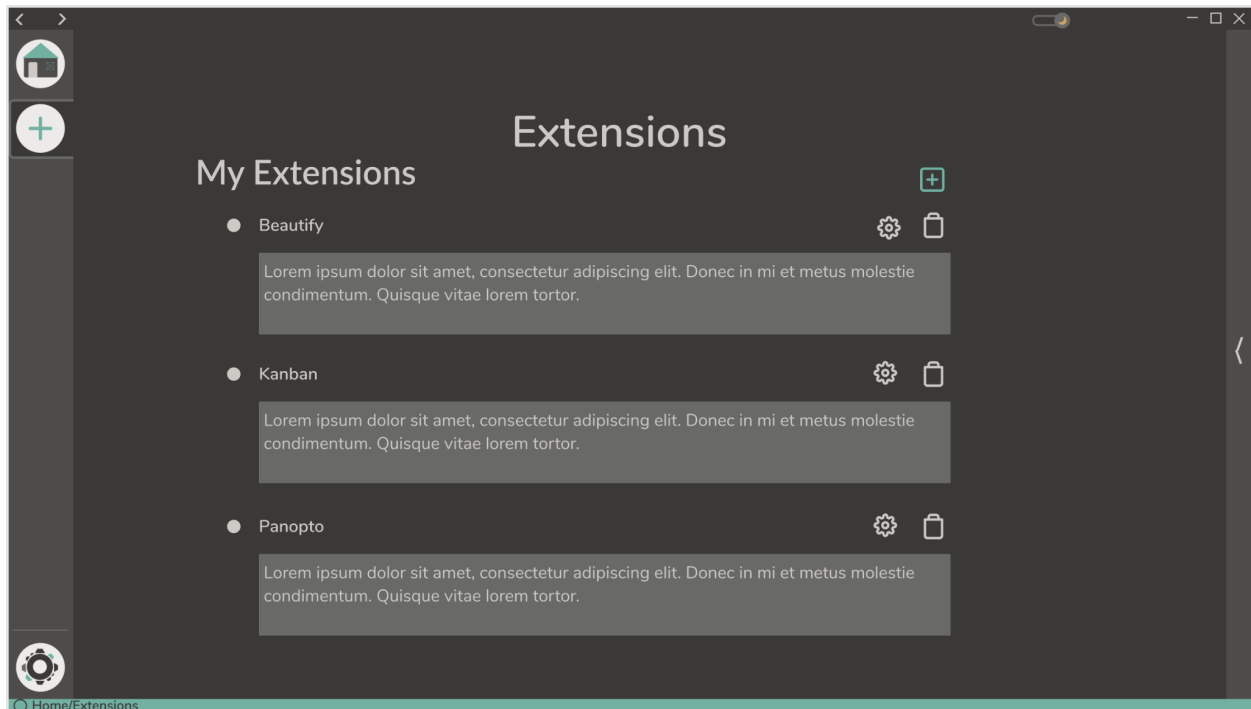 Extensions
My Extensions
Beautify
Lorem ipsum dolor sit amet, consectetur adipiscing elit. Donec in mi et metus molestie
condimentum. Quisque vitae lorem tortor.
Kanban
Lorem ipsum dolor sit amet, consectetur adipiscing elit. Donec in mi et metus molestie
condimentum. Quisque vitae lorem tortor.
Panopto
Lorem ipsum dolor sit amet, consectetur adipiscing elit. Donec in mi et metus molestie
condimentum. Quisque vitae lorem tortor.
Home/Extensions